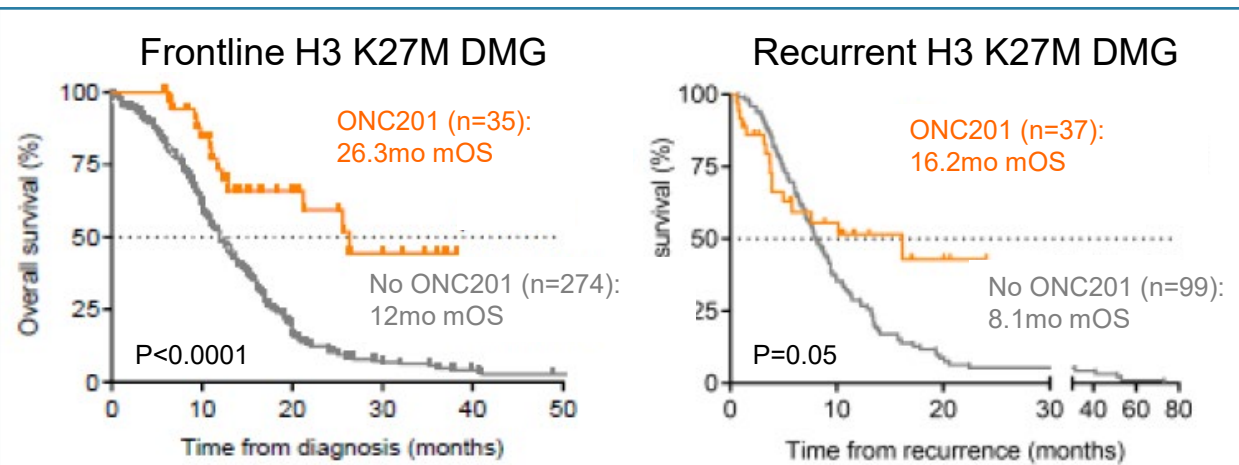 Frontline H3 K27M DMG
Overall survival (%)
100
75
50
25
0
ONC201 (n=35):
26.3mo mOS
No ONC201 (n=274):
12mo mOS
P<0.0001
0 10 20 30 40 50
Time from diagnosis (months)
Recurrent H3 K27M DMG
survival (%)
100
75
50
25
0
ONC201 (n=37):
16.2mo mOS
No ONC201 (n=99):
8.1mo mOS
P=0.05
0 10 20 30 40 60 80
Time from recurrence (months)